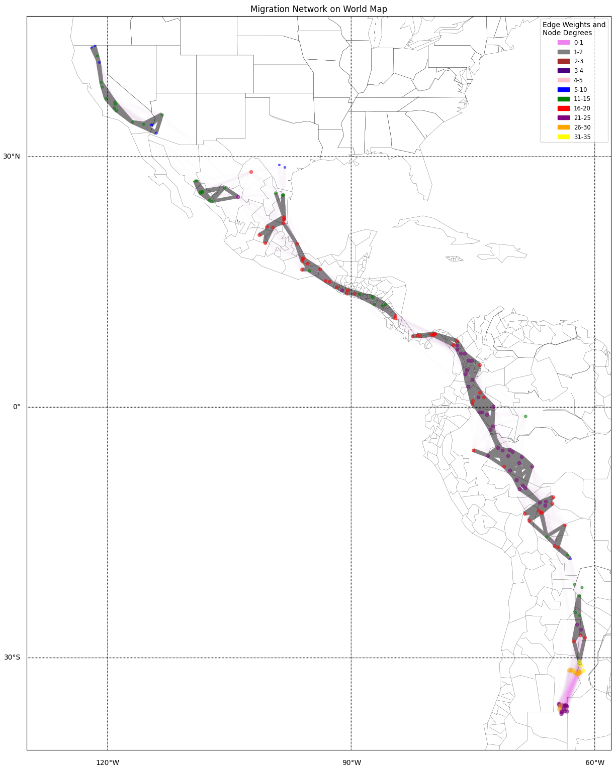 Migration Network on World Map
Edge Weights and
Node Degrees
0-1
1-2
2-3
3-4
4-5
5-10
11-15
16-20
21-25
26-30
31-35
30°N
0°
30°S
120°W
90°W
60°W